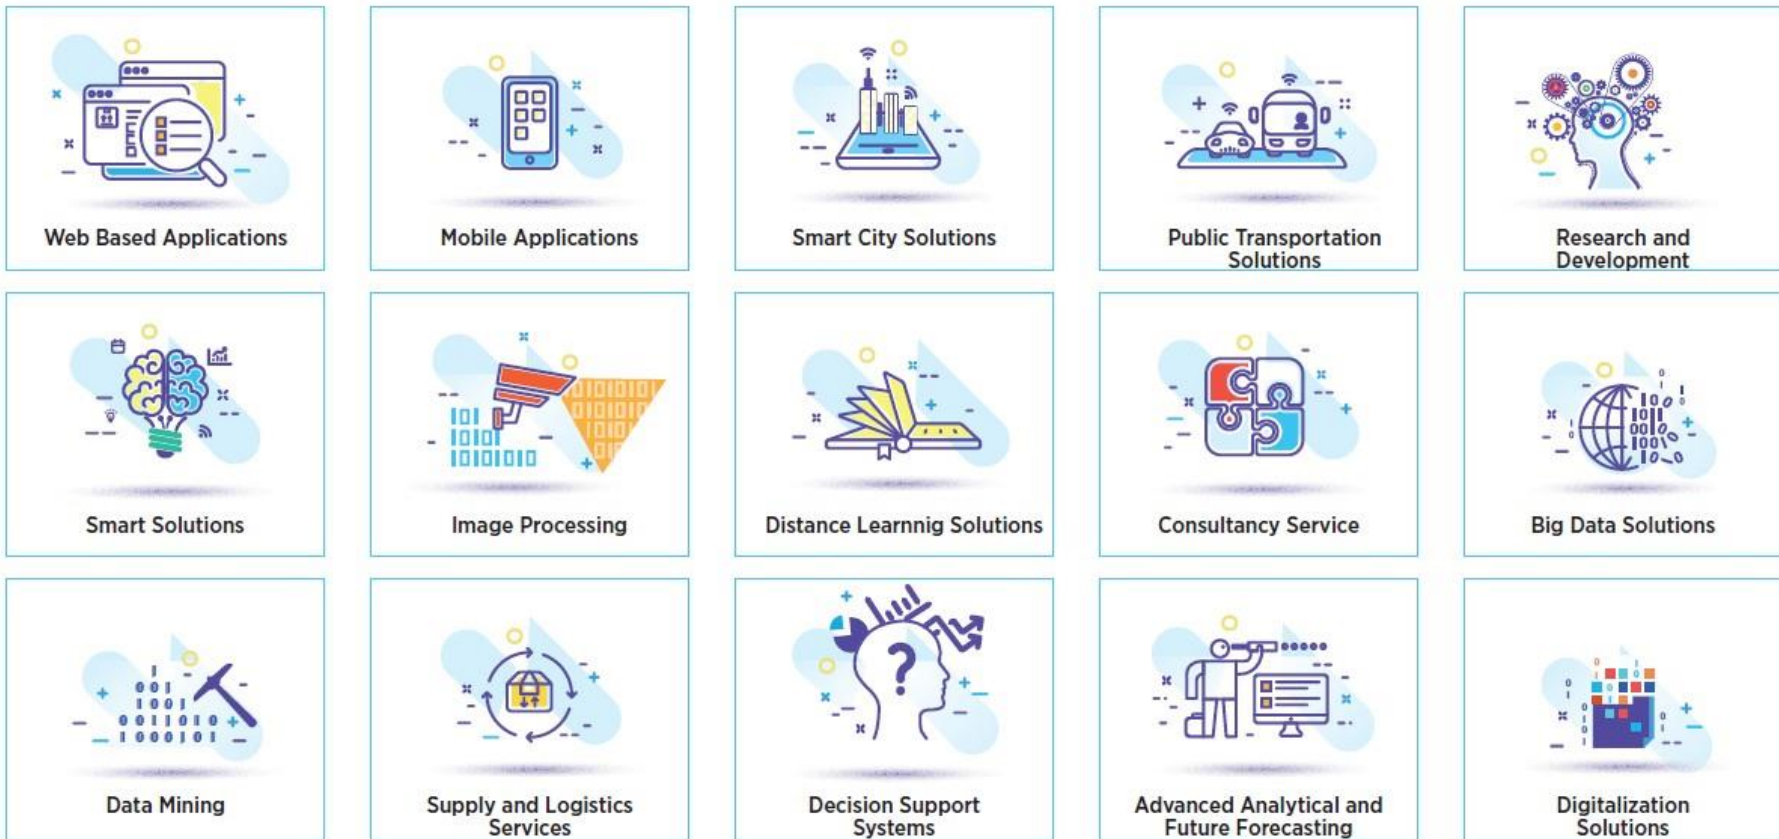 Web Based Applications
Mobile Applications
Smart City Solutions
Public Transportation
Solutions
Research and
Development
Smart Solutions
Image Processing
Distance Learnnig Solutions
Consultancy Service
Big Data Solutions
Data Mining
Supply and Logistics
Services
Decision Support
Systems
Advanced Analytical and
Future Forecasting
Digitalization
Solutions